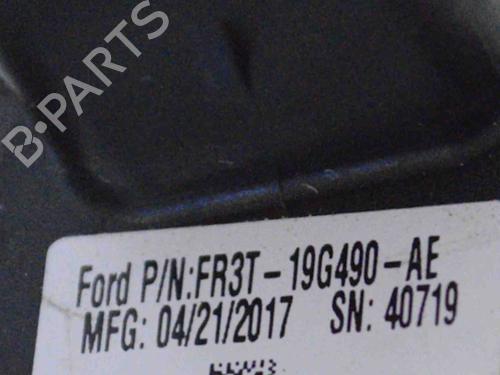 B·PARTS
Ford P/N:FR3T-19G490-AE
MFG: 04/21/2017 SN: 40719